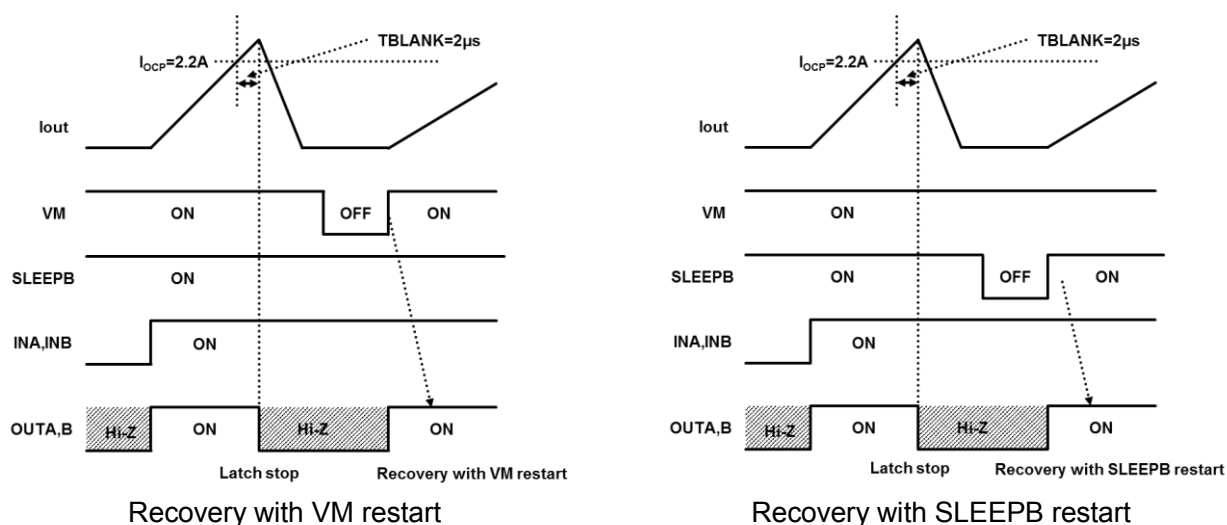 TBLANK=2μs
IOCP=2.2A
Iout
VM
ON
OFF
ON
SLEEPB
ON
INA,INB
ON
OUTA,B
Hi-Z
ON
Hi-Z
ON
Latch stop
Recovery with VM restart
Recovery with VM restart
TBLANK=2μs
IOCP=2.2A
Iout
VM
ON
SLEEPB
ON
OFF
ON
INA,INB
ON
OUTA,B
Hi-Z
ON
Hi-Z
ON
Latch stop
Recovery with SLEEPB restart
Recovery with SLEEPB restart